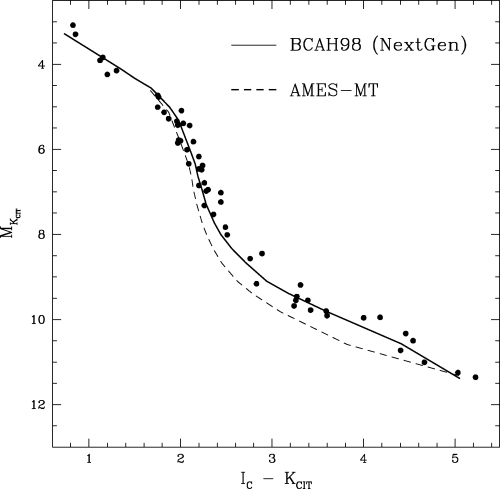 BCAH98 (NextGen)
AMES−MT
4
6
8
10
12
M_K_CIT
1 2 3 4 5
I_C − K_CIT